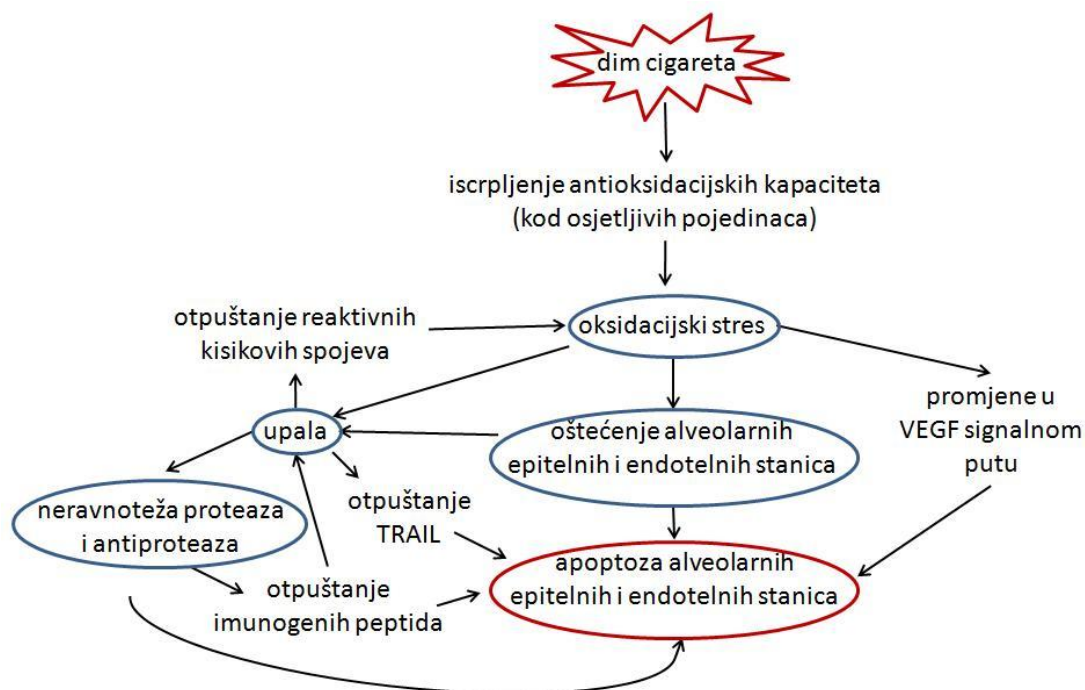 dim cigareta
iscrpljenje antioksidacijskih kapaciteta
(kod osjetljivih pojedinaca)
otpuštanje reaktivnih
kisikovih spojeva
oksidacijski stres
promjene u
VEGF signalnom
putu
upala
oštećenje alveolarnih
epitelnih i endotelnih stanica
neravnoteža proteaza
i antiproteaza
otpuštanje
TRAIL
otpuštanje
imunogenih peptida
apoptoza alveolarnih
epitelnih i endotelnih stanica